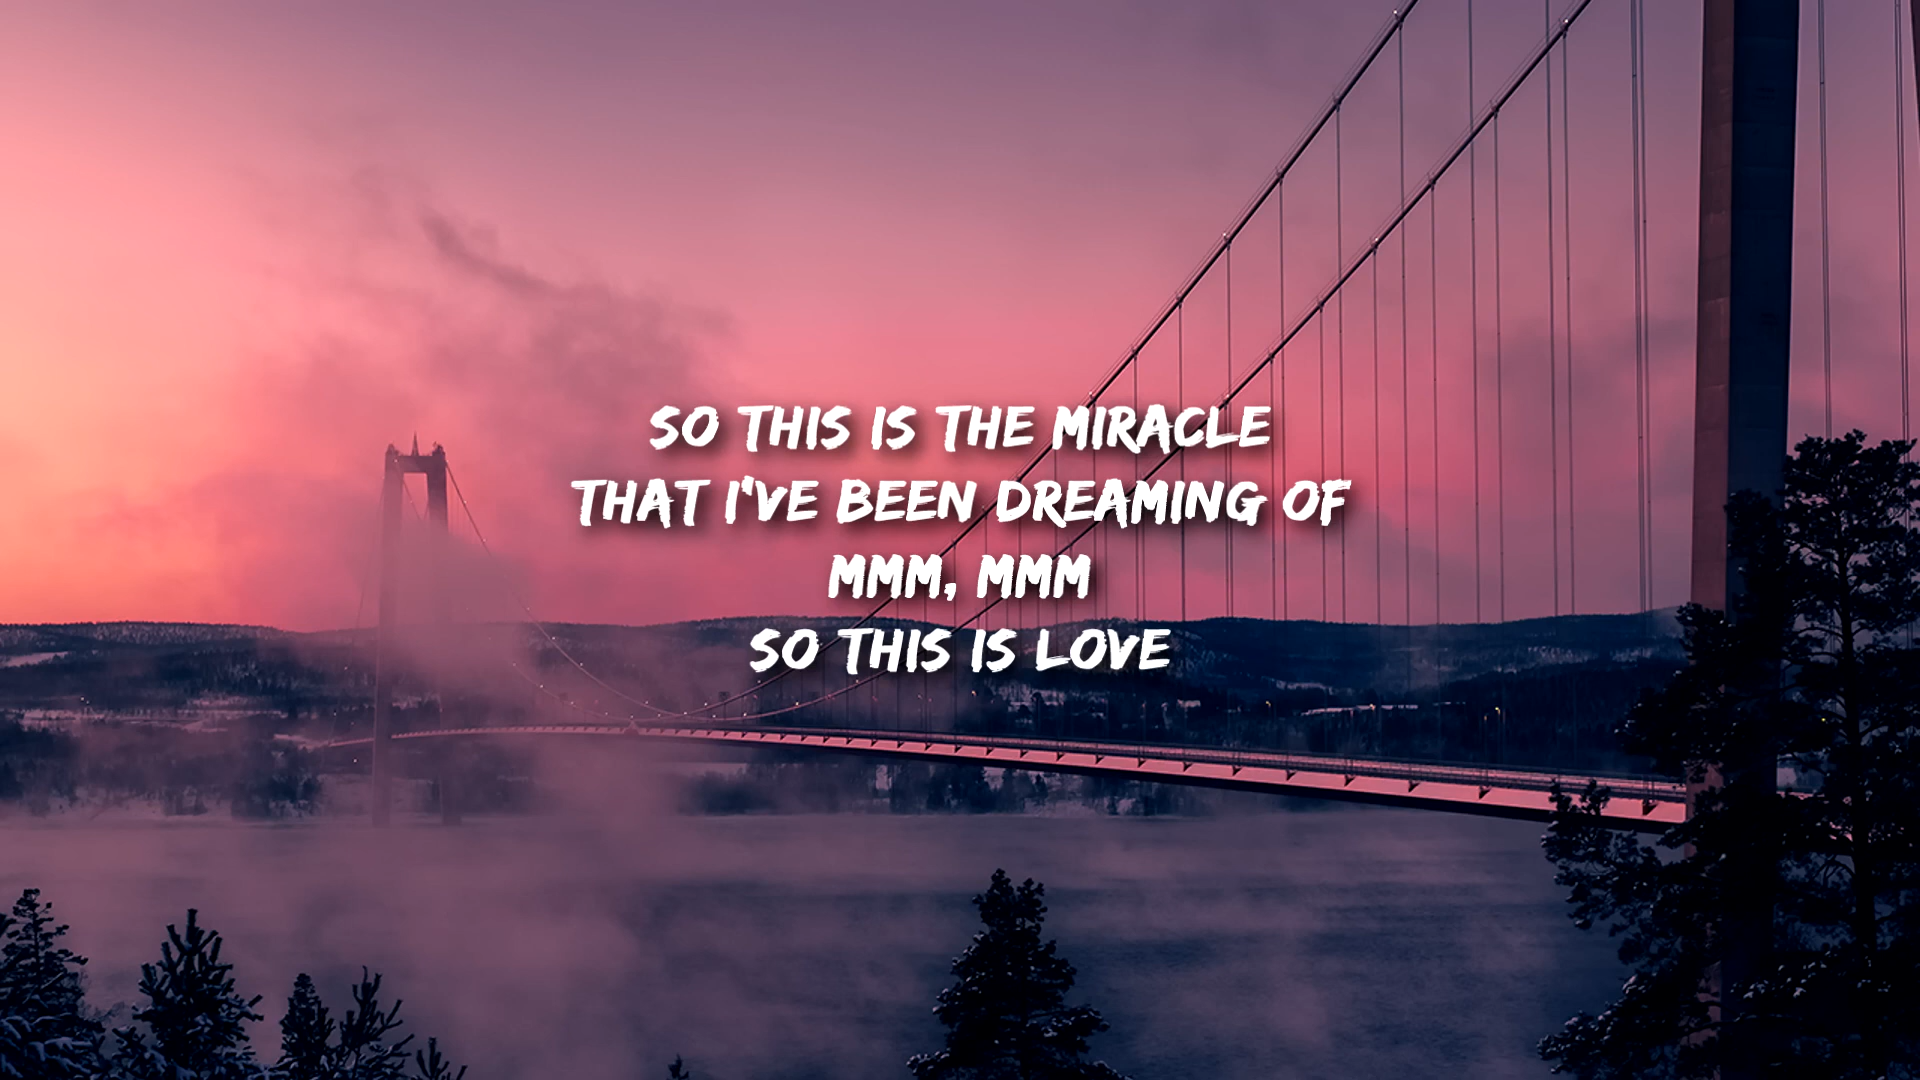 SO THIS IS THE MIRACLE
THAT I'VE BEEN DREAMING OF
MMM, MMM
SO THIS IS LOVE